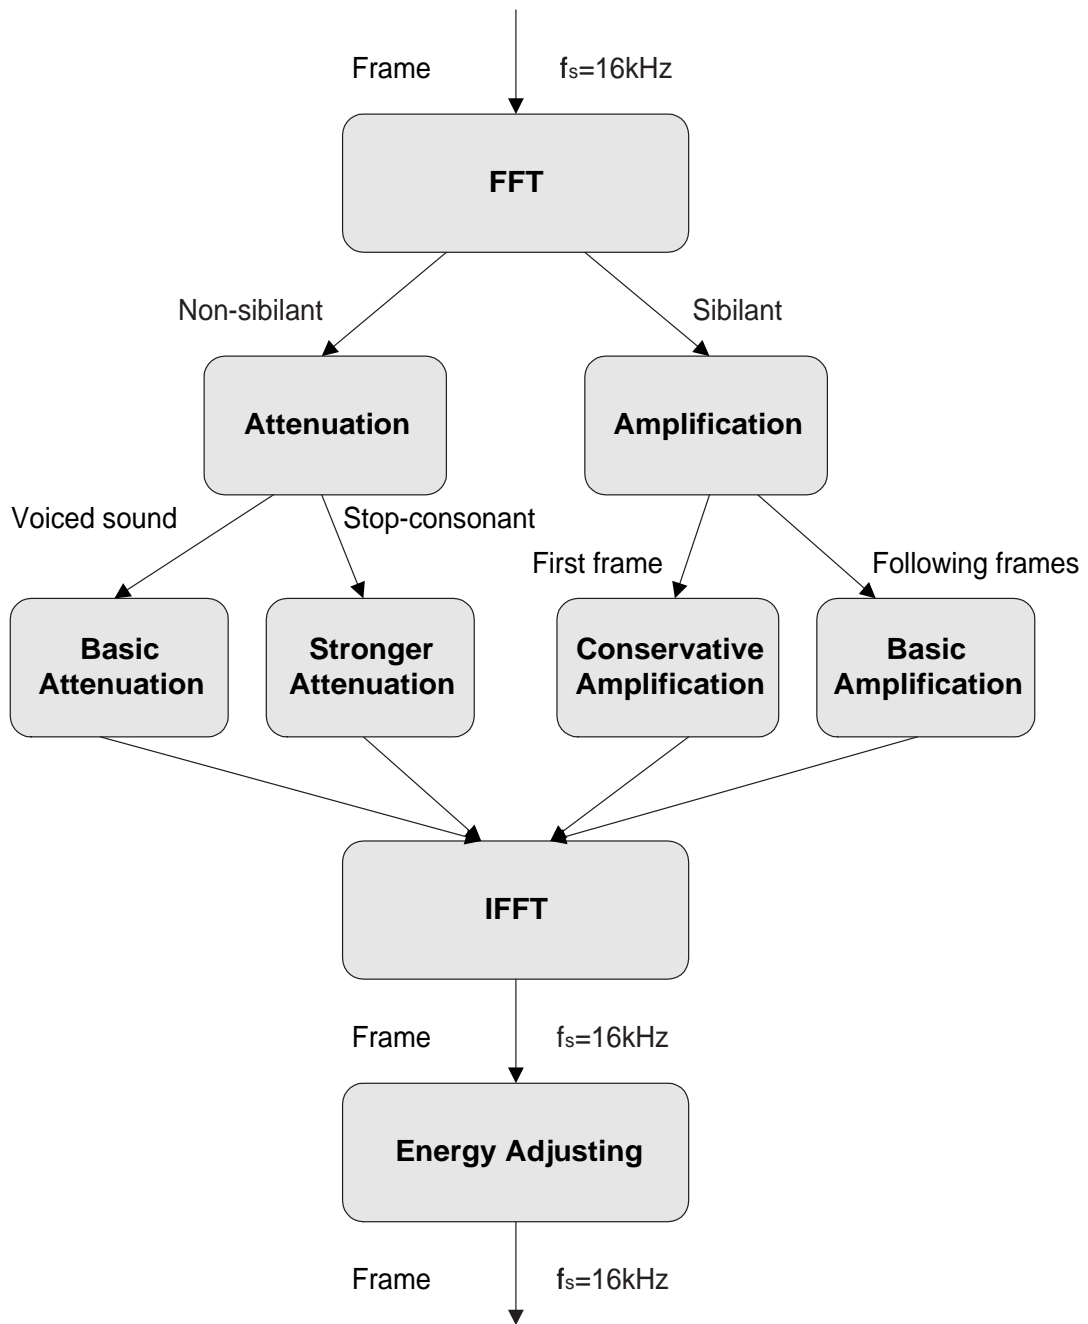 Frame fs=16kHz
FFT
Non-sibilant Sibilant
Attenuation Amplification
Voiced sound Stop-consonant
First frame Following frames
Basic
Attenuation
Stronger
Attenuation
Conservative
Amplification
Basic
Amplification
IFFT
Frame fs=16kHz
Energy Adjusting
Frame fs=16kHz